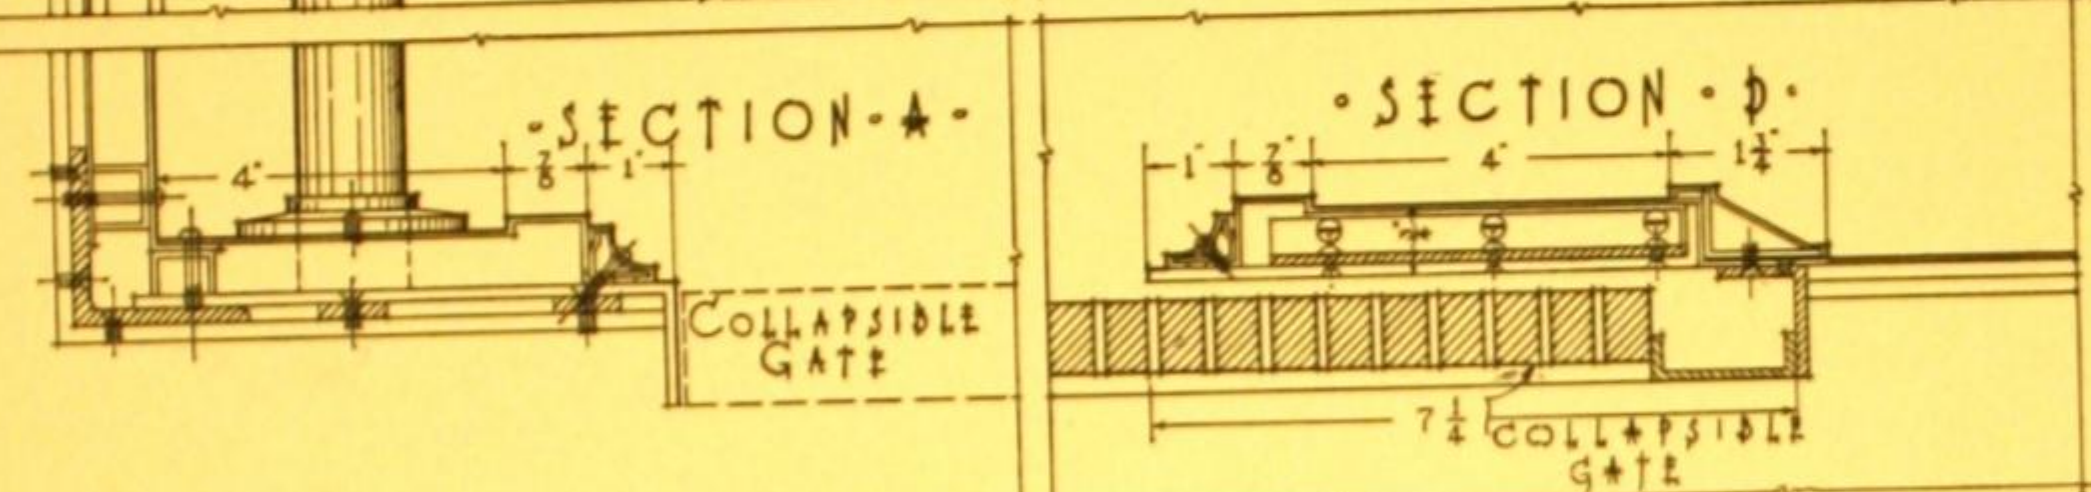 ·SECTION·A·
4" 7/8 1"
COLLAPSIBLE
GATE
·SECTION·D·
1" 7/8" 4" 1 3/4"
7 1/4
COLLAPSIBLE
GATE